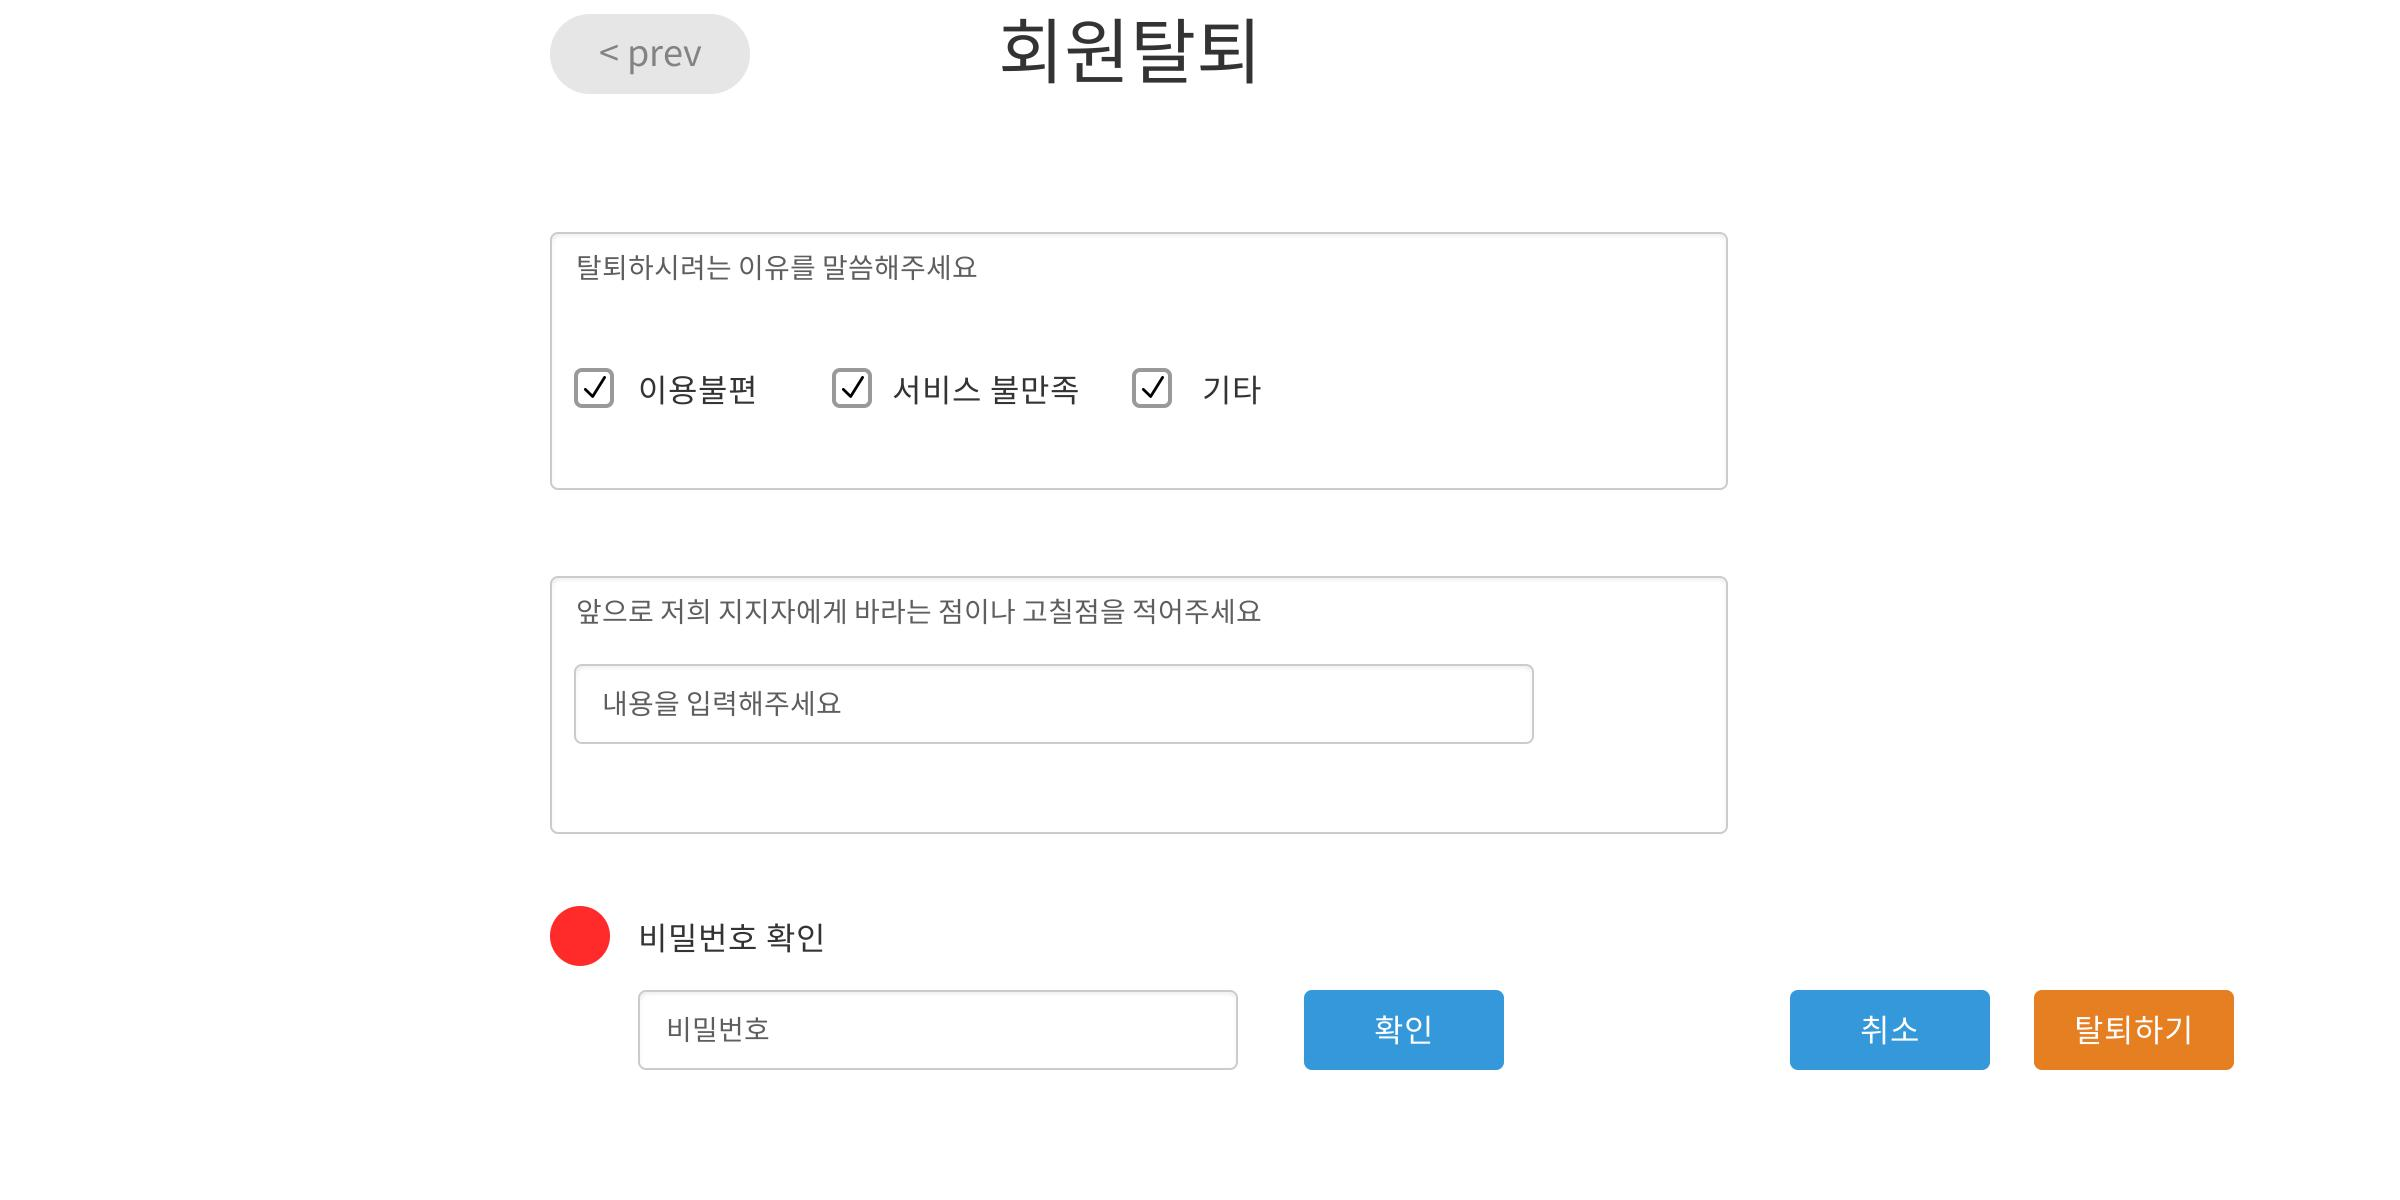 < prev 회원탈퇴
탈퇴하시려는 이유를 말씀해주세요
이용불편 서비스 불만족 기타
앞으로 저희 지지자에게 바라는 점이나 고칠점을 적어주세요
내용을 입력해주세요
비밀번호 확인
비밀번호 확인 취소 탈퇴하기